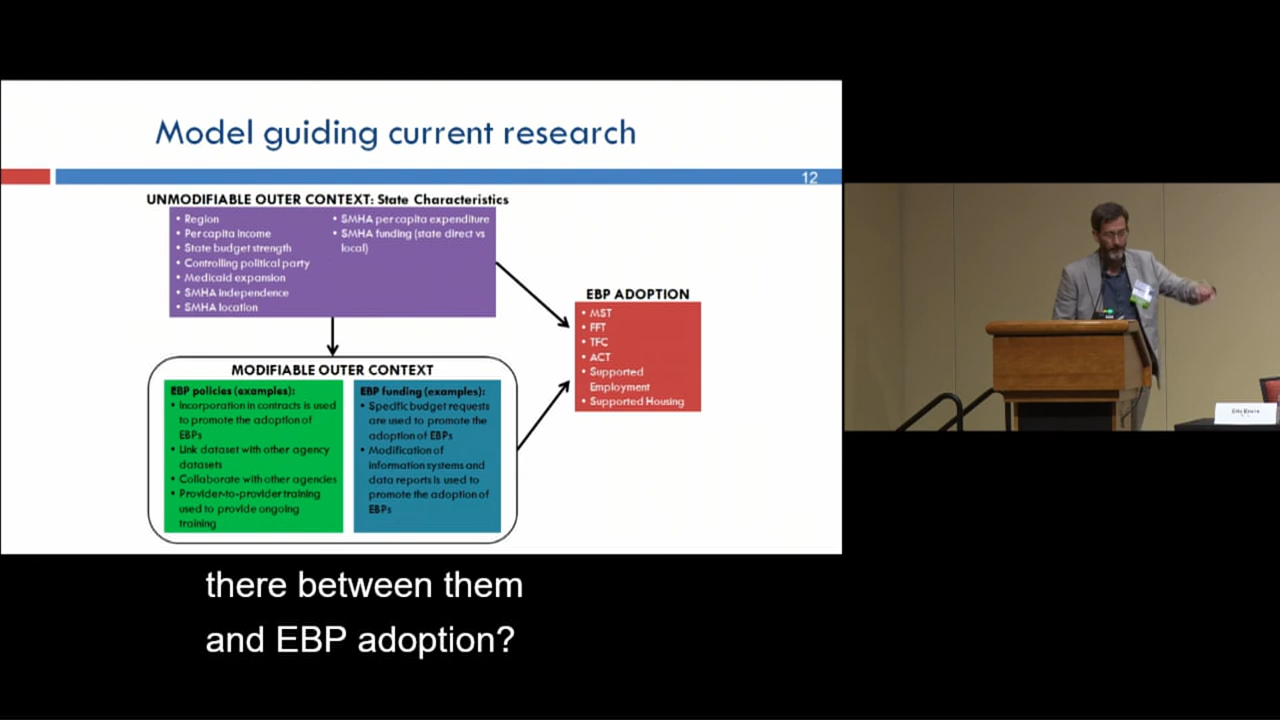 Model guiding current research
12
UNMODIFIABLE OUTER CONTEXT: State Characteristics
• Region
• Per capita income
• State budget strength
• Controlling political party
• Medicaid expansion
• SMHA independence
• SMHA location
• SMHA per capita expenditure
• SMHA funding (state direct vs
local)
EBP ADOPTION
• MST
• FFT
• TFC
• ACT
• Supported
Employment
• Supported Housing
MODIFIABLE OUTER CONTEXT
EBP policies (examples):
• Incorporation in contracts is used
to promote the adoption of
EBPs
• Link dataset with other agency
datasets
• Collaborate with other agencies
• Provider-to-provider training
used to provide ongoing
training
EBP funding (examples):
• Specific budget requests
are used to promote the
adoption of EBPs
• Modification of
information systems and
data reports is used to
promote the adoption of
EBPs
there between them
and EBP adoption?